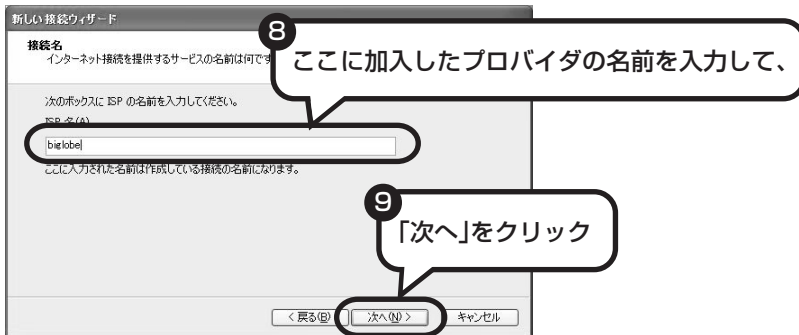 新しい接続ウィザード
接続名
インターネット接続を提供するサービスの名前は何です
8
ここに加入したプロバイダの名前を入力して、
次のボックスに ISP の名前を入力してください。
ISP 名(A)
biglobe
ここに入力された名前は作成している接続の名前になります。
9
「次へ」をクリック
< 戻る(B)
次へ(N) >
キャンセル